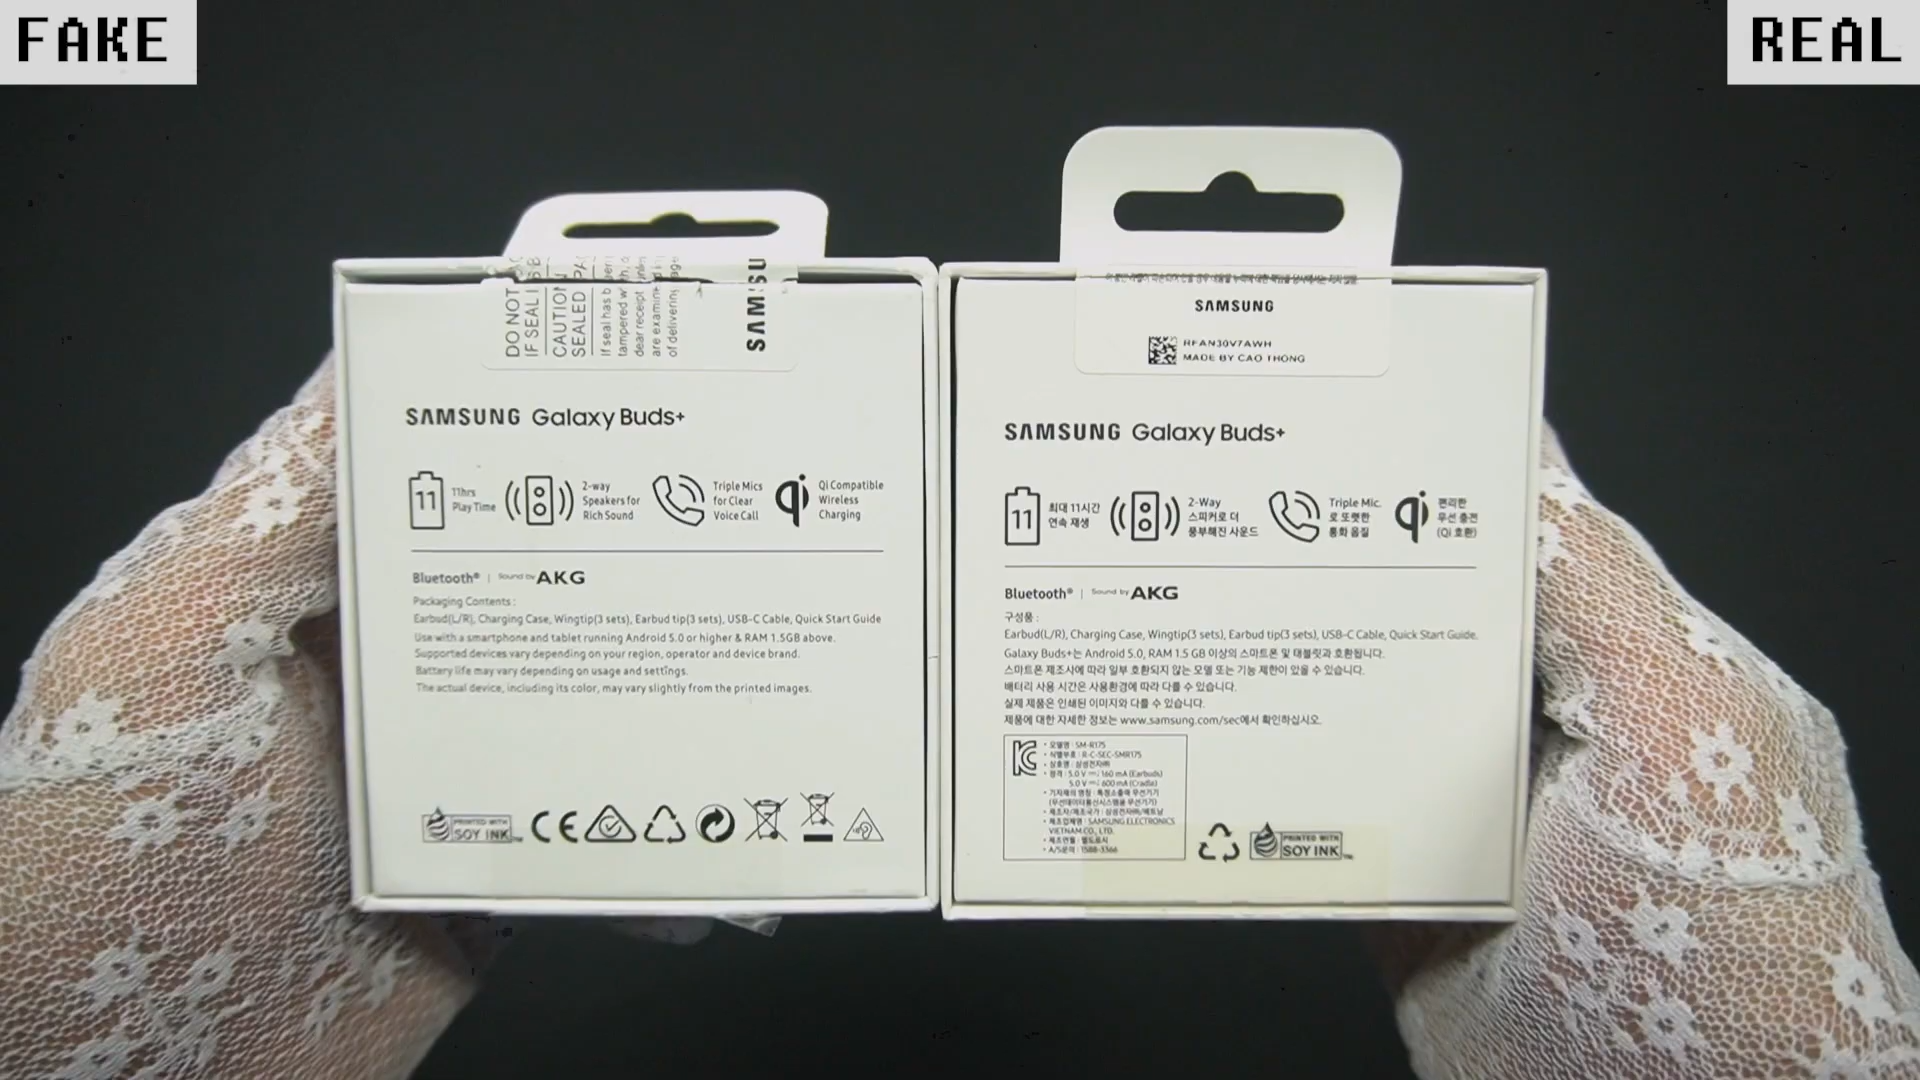 FAKE
REAL
DO NOT
IF SEAL IS B
CAUTION
SEALED PA
If seal has b
tampered
dear receipt
are examined
of delivering
SAMSU
SAMSUNG Galaxy Buds+
11
11hrs
Play Time
2-way
Speakers for
Rich Sound
Triple Mics
for Clear
Voice Call
Qi Compatible
Wireless
Charging
Bluetooth® | Sound by AKG
Packaging Contents :
Earbud(L/R), Charging Case, Wingtip(3 sets), Earbud tip(3 sets), USB-C Cable, Quick Start Guide
Use with a smartphone and tablet running Android 5.0 or higher & RAM 1.5GB above.
Supported devices vary depending on your region, operator and device brand.
Battery life may vary depending on usage and settings.
The actual device, including its color, may vary slightly from the printed images.
PRINTED WITH
SOY INK™
CE
SAMSUNG
RFAN30V7AWH
MADE BY CAO THONG
SAMSUNG Galaxy Buds+
11
최대 11시간
연속 재생
2-Way
스피커로 더
풍부해진 사운드
Triple Mic.
로 또렷한
통화 음질
편리한
무선 충전
(Qi 호환)
Bluetooth® | Sound by AKG
구성품 :
Earbud(L/R), Charging Case, Wingtip(3 sets), Earbud tip(3 sets), USB-C Cable, Quick Start Guide.
Galaxy Buds+는 Android 5.0, RAM 1.5 GB 이상의 스마트폰 및 태블릿과 호환됩니다.
스마트폰 제조사에 따라 일부 호환되지 않는 모델 또는 기능 제한이 있을 수 있습니다.
배터리 사용 시간은 사용환경에 따라 다를 수 있습니다.
실제 제품은 인쇄된 이미지와 다를 수 있습니다.
제품에 대한 자세한 정보는 www.samsung.com/sec에서 확인하십시오.
• 모델명 : SM-R175
• 식별부호 : R-C-SEC-SMR175
• 상호명 : 삼성전자㈜
• 정격 : 5.0 V ⎓ 160 mA (Earbuds)
5.0 V ⎓ 600 mA (Cradle)
• 기자재의 명칭 : 특정소출력 무선기기
(무선데이터통신시스템용 무선기기)
• 제조자/제조국가 : 삼성전자㈜/베트남
• 제조업체명 : SAMSUNG ELECTRONICS
VIETNAM CO., LTD.
• 제조연월 : 별도표시
• A/S문의 : 1588-3366
PRINTED WITH
SOY INK™